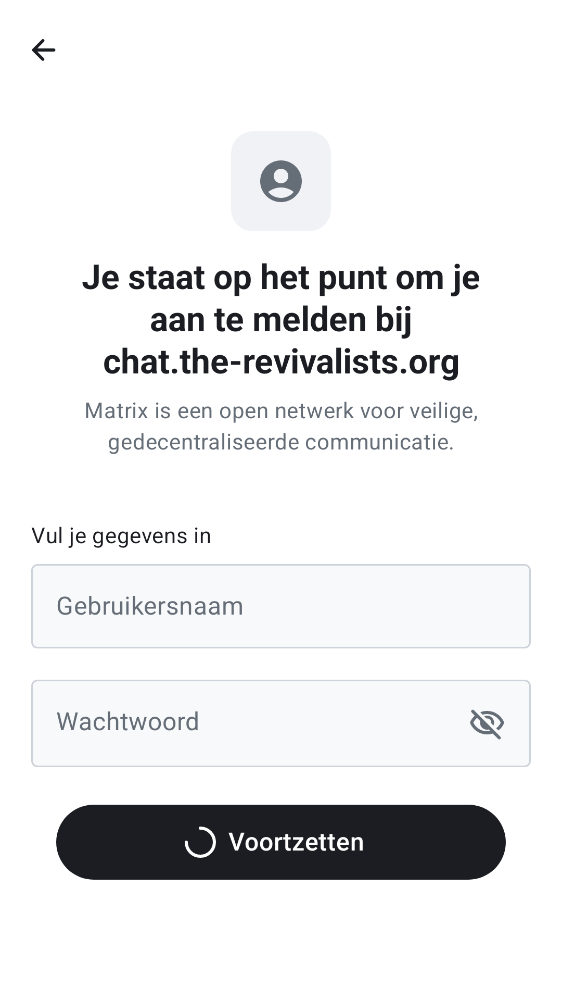 Je staat op het punt om je
aan te melden bij
chat.the-revivalists.org
Matrix is een open netwerk voor veilige,
gedecentraliseerde communicatie.
Vul je gegevens in
Gebruikersnaam
Wachtwoord
Voortzetten